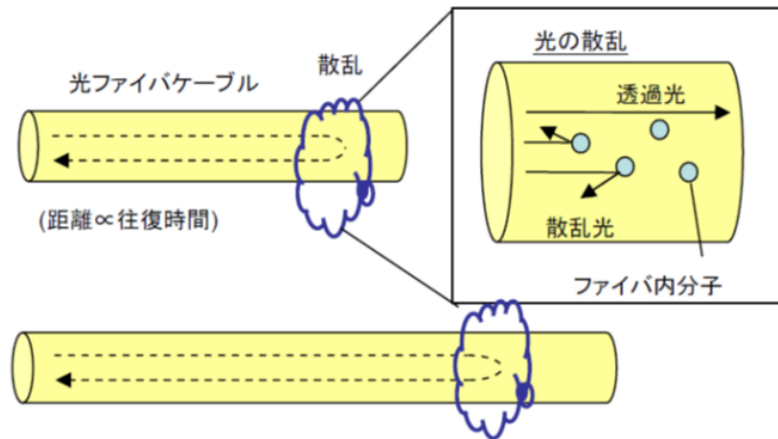 光の散乱
散乱
光ファイバケーブル
透過光
(距離∝往復時間)
散乱光
ファイバ内分子